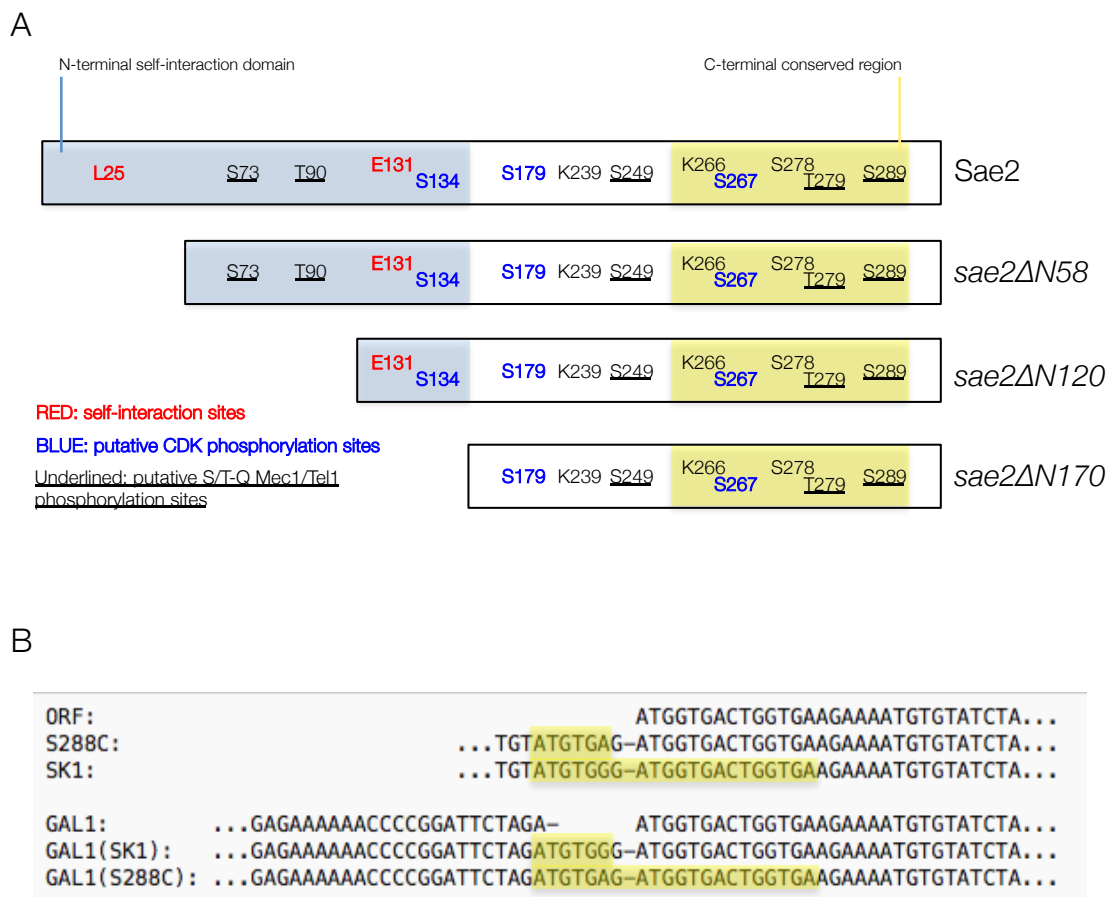 A
N-terminal self-interaction domain
C-terminal conserved region
L25 S73 T90 E131 S134 S179 K239 S249 K266 S267 S278 T279 S289 Sae2
S73 T90 E131 S134 S179 K239 S249 K266 S267 S278 T279 S289 sae2ΔN58
E131 S134 S179 K239 S249 K266 S267 S278 T279 S289 sae2ΔN120
RED: self-interaction sites
BLUE: putative CDK phosphorylation sites
Underlined: putative S/T-Q Mec1/Tel1
phosphorylation sites
S179 K239 S249 K266 S267 S278 T279 S289 sae2ΔN170
B
ORF: ATGGTGACTGGTGAAGAAAATGTGTATCTA...
S288C: ...TGTATGTGAG-ATGGTGACTGGTGAAGAAAATGTGTATCTA...
SK1: ...TGTATGTGGG-ATGGTGACTGGTGAAGAAAATGTGTATCTA...
GAL1: ...GAGAAAAAACCCCGGATTCTAGA- ATGGTGACTGGTGAAGAAAATGTGTATCTA...
GAL1(SK1): ...GAGAAAAAACCCCGGATTCTAGATGTGGG-ATGGTGACTGGTGAAGAAAATGTGTATCTA...
GAL1(S288C): ...GAGAAAAAACCCCGGATTCTAGATGTGAG-ATGGTGACTGGTGAAGAAAATGTGTATCTA...